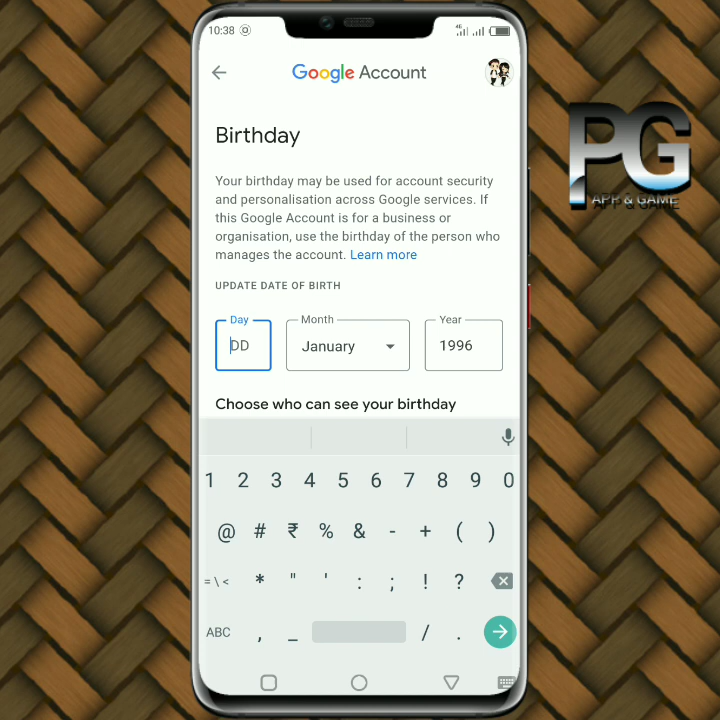 10:38
4G
Google Account
Birthday
Your birthday may be used for account security
and personalisation across Google services. If
this Google Account is for a business or
organisation, use the birthday of the person who
manages the account. Learn more
UPDATE DATE OF BIRTH
Day Month Year
DD January 1996
Choose who can see your birthday
1 2 3 4 5 6 7 8 9 0
@ # ₹ % & - + ( )
= \ < * " ' : ; ! ?
ABC , _ / .
PG
APP & GAME